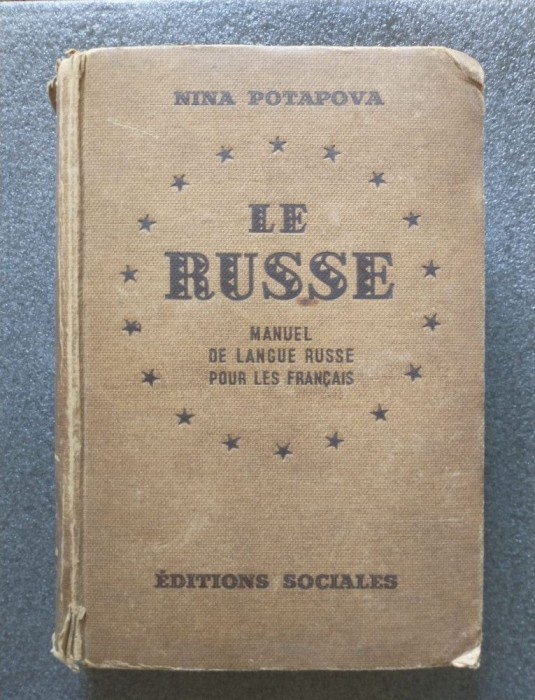 NINA POTAPOVA
LE
RUSSE
MANUEL
DE LANGUE RUSSE
POUR LES FRANÇAIS
ÉDITIONS SOCIALES